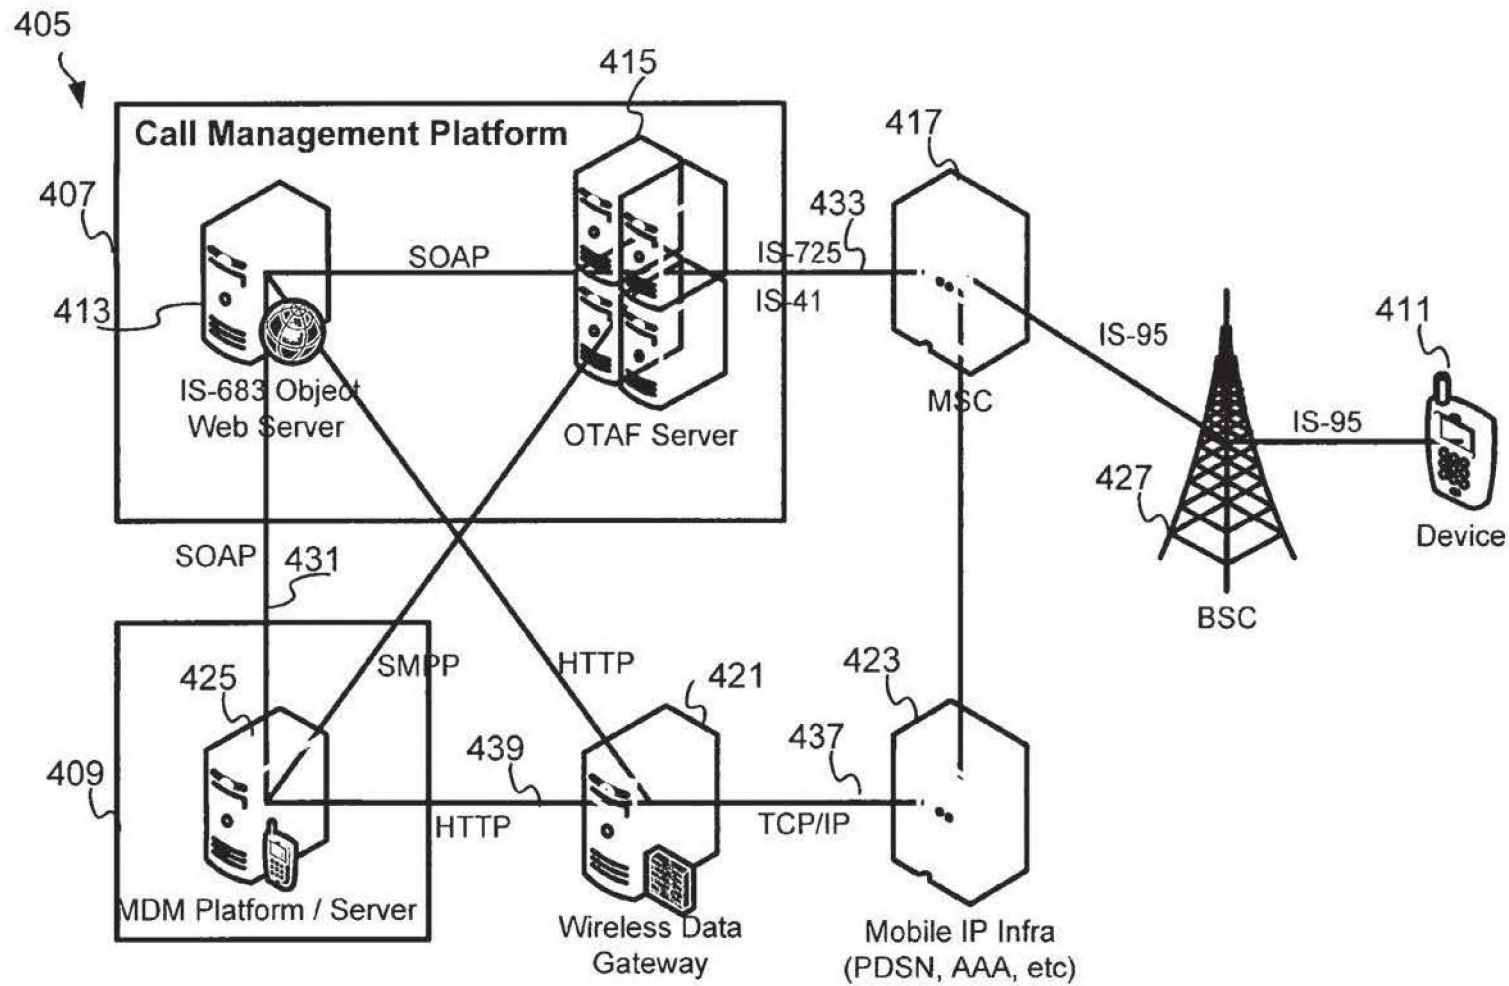 405
415
Call Management Platform
417
407
433
SOAP
IS-725
413
IS-41
IS-95
411
IS-683 Object
Web Server
OTAF Server
MSC
IS-95
427
Device
SOAP
431
BSC
SMPP
HTTP
425
421
423
409
439
437
HTTP
TCP/IP
MDM Platform / Server
Wireless Data
Gateway
Mobile IP Infra
(PDSN, AAA, etc)